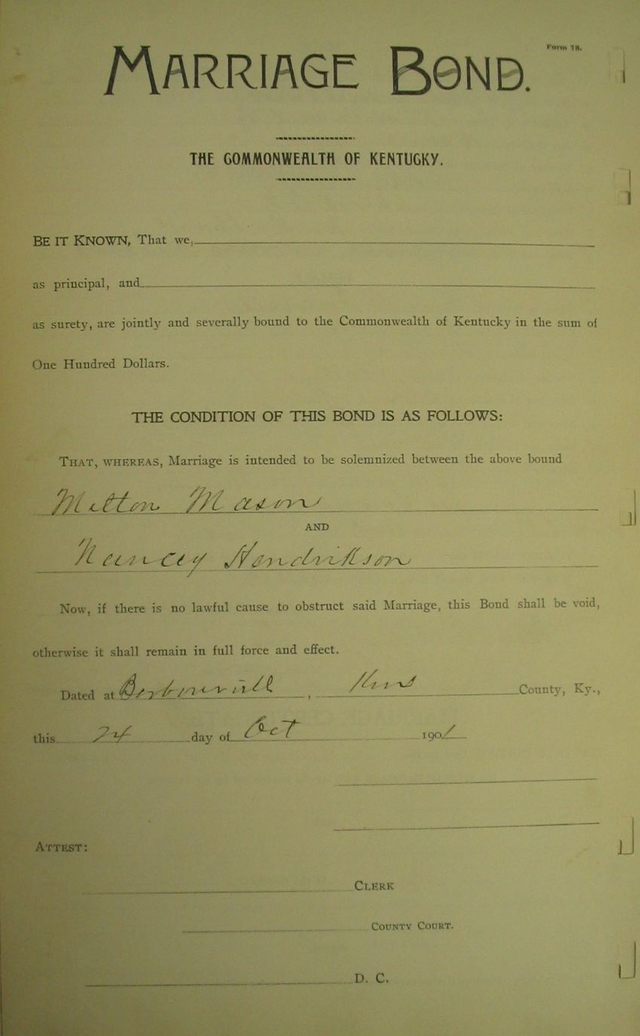 Form 18.
MARRIAGE BOND.
THE COMMONWEALTH OF KENTUCKY.
BE IT KNOWN, That we,
as principal, and
as surety, are jointly and severally bound to the Commonwealth of Kentucky in the sum of
One Hundred Dollars.
THE CONDITION OF THIS BOND IS AS FOLLOWS:
THAT, WHEREAS, Marriage is intended to be solemnized between the above bound
Milton Mason
AND
Nancy Hendrikson
Now, if there is no lawful cause to obstruct said Marriage, this Bond shall be void,
otherwise it shall remain in full force and effect.
Dated at Berbourvill, County, Ky.,
this 24 day of Oct 1901
ATTEST:
CLERK
COUNTY COURT.
D. C.